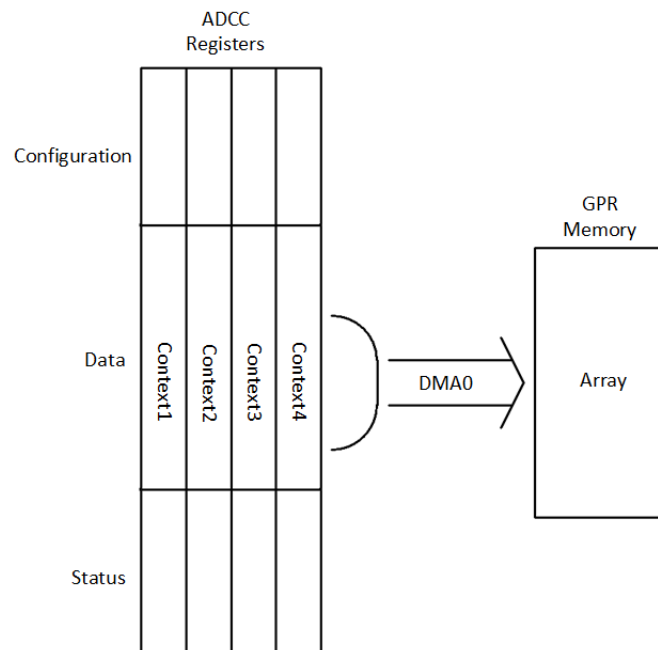 ADCC
Registers
Configuration
GPR
Memory
Data
Context1
Context2
Context3
Context4
DMA0
Array
Status